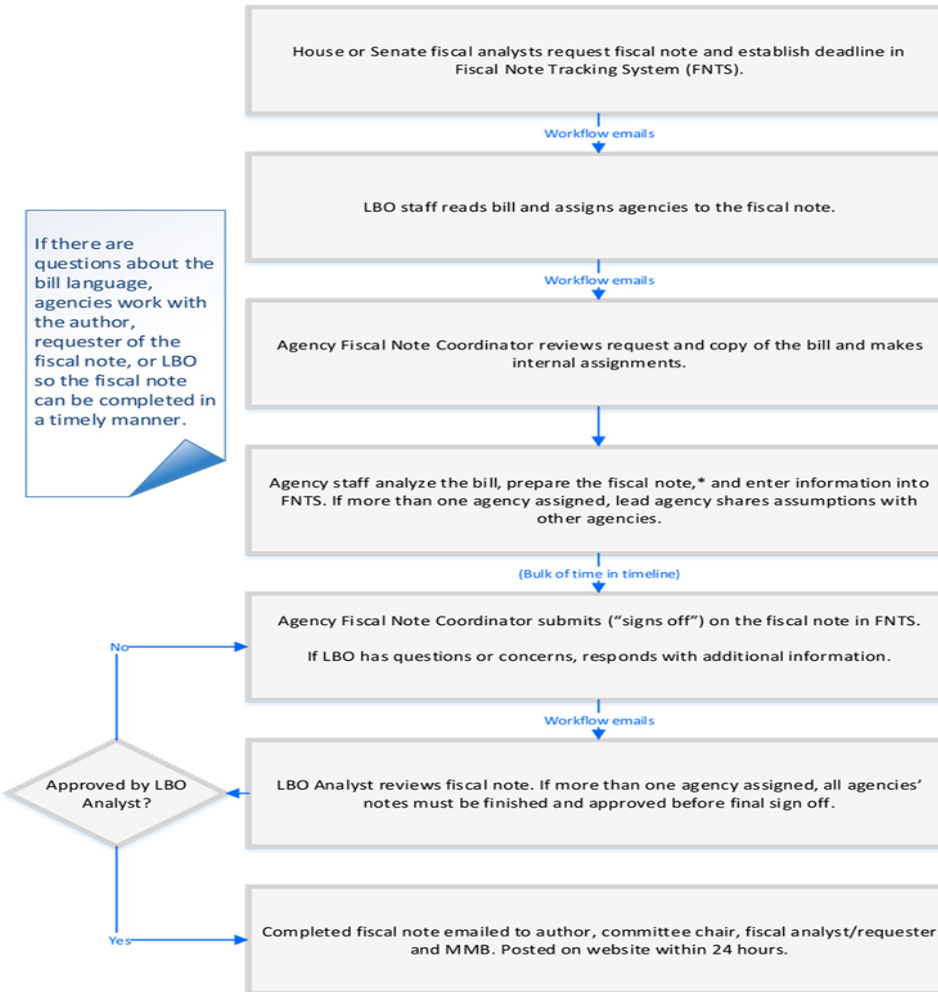 House or Senate fiscal analysts request fiscal note and establish deadline in
Fiscal Note Tracking System (FNTS).
Workflow emails
LBO staff reads bill and assigns agencies to the fiscal note.
If there are
questions about the
bill language,
agencies work with
the author,
requester of the
fiscal note, or LBO
so the fiscal note
can be completed in
a timely manner.
Workflow emails
Agency Fiscal Note Coordinator reviews request and copy of the bill and makes
internal assignments.
Agency staff analyze the bill, prepare the fiscal note,* and enter information into
FNTS. If more than one agency assigned, lead agency shares assumptions with
other agencies.
(Bulk of time in timeline)
Agency Fiscal Note Coordinator submits (“signs off”) on the fiscal note in FNTS.
If LBO has questions or concerns, responds with additional information.
No
Workflow emails
LBO Analyst reviews fiscal note. If more than one agency assigned, all agencies’
notes must be finished and approved before final sign off.
Approved by LBO
Analyst?
Yes
Completed fiscal note emailed to author, committee chair, fiscal analyst/requester
and MMB. Posted on website within 24 hours.